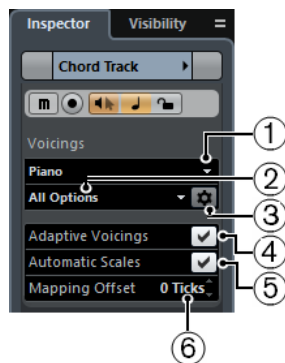 Inspector Visibility
Chord Track
m
Voicings
Piano
1
All Options
2
3
Adaptive Voicings
4
Automatic Scales
5
Mapping Offset 0 Ticks
6